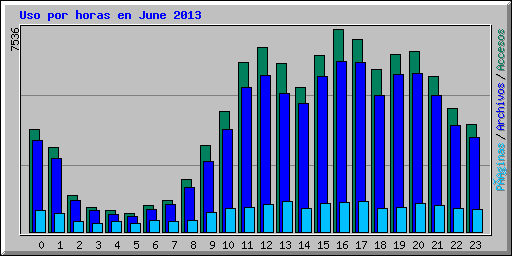 Uso por horas en June 2013
7536
Páginas / Archivos / Accesos
0 1 2 3 4 5 6 7 8 9 10 11 12 13 14 15 16 17 18 19 20 21 22 23